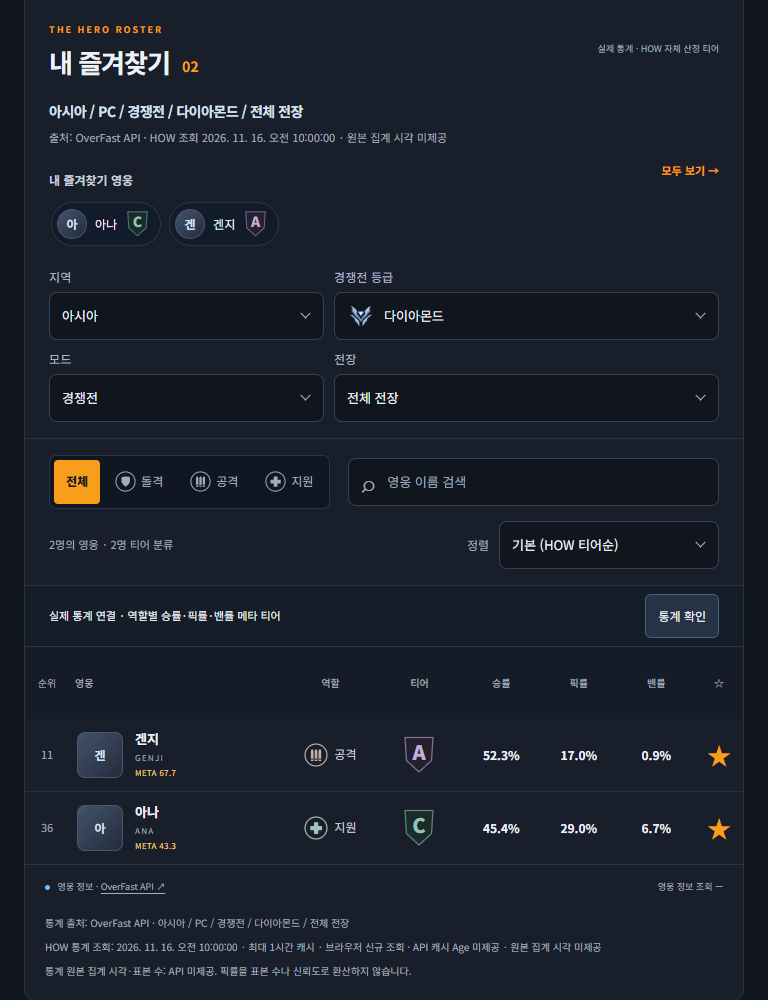 THE HERO ROSTER
내 즐겨찾기 02
실제 통계 · HOW 자체 산정 티어
아시아 / PC / 경쟁전 / 다이아몬드 / 전체 전장
출처: OverFast API · HOW 조회 2026. 11. 16. 오전 10:00:00 · 원본 집계 시각 미제공
내 즐겨찾기 영웅
모두 보기 →
아 아나 C
겐 겐지 A
지역
경쟁전 등급
아시아
다이아몬드
모드
전장
경쟁전
전체 전장
전체 돌격 공격 지원
영웅 이름 검색
2명의 영웅 · 2명 티어 분류
정렬
기본 (HOW 티어순)
실제 통계 연결 · 역할별 승률·픽률·밴률 메타 티어
통계 확인
순위 영웅 역할 티어 승률 픽률 밴률 ☆
11 겐 겐지 공격 A 52.3% 17.0% 0.9% ★
GENJI
META 67.7
36 아 아나 지원 C 45.4% 29.0% 6.7% ★
ANA
META 43.3
영웅 정보 · OverFast API ↗
영웅 정보 조회 —
통계 출처: OverFast API · 아시아 / PC / 경쟁전 / 다이아몬드 / 전체 전장
HOW 통계 조회: 2026. 11. 16. 오전 10:00:00 · 최대 1시간 캐시 · 브라우저 신규 조회 · API 캐시 Age 미제공 · 원본 집계 시각 미제공
통계 원본 집계 시각·표본 수: API 미제공. 픽률을 표본 수나 신뢰도로 환산하지 않습니다.